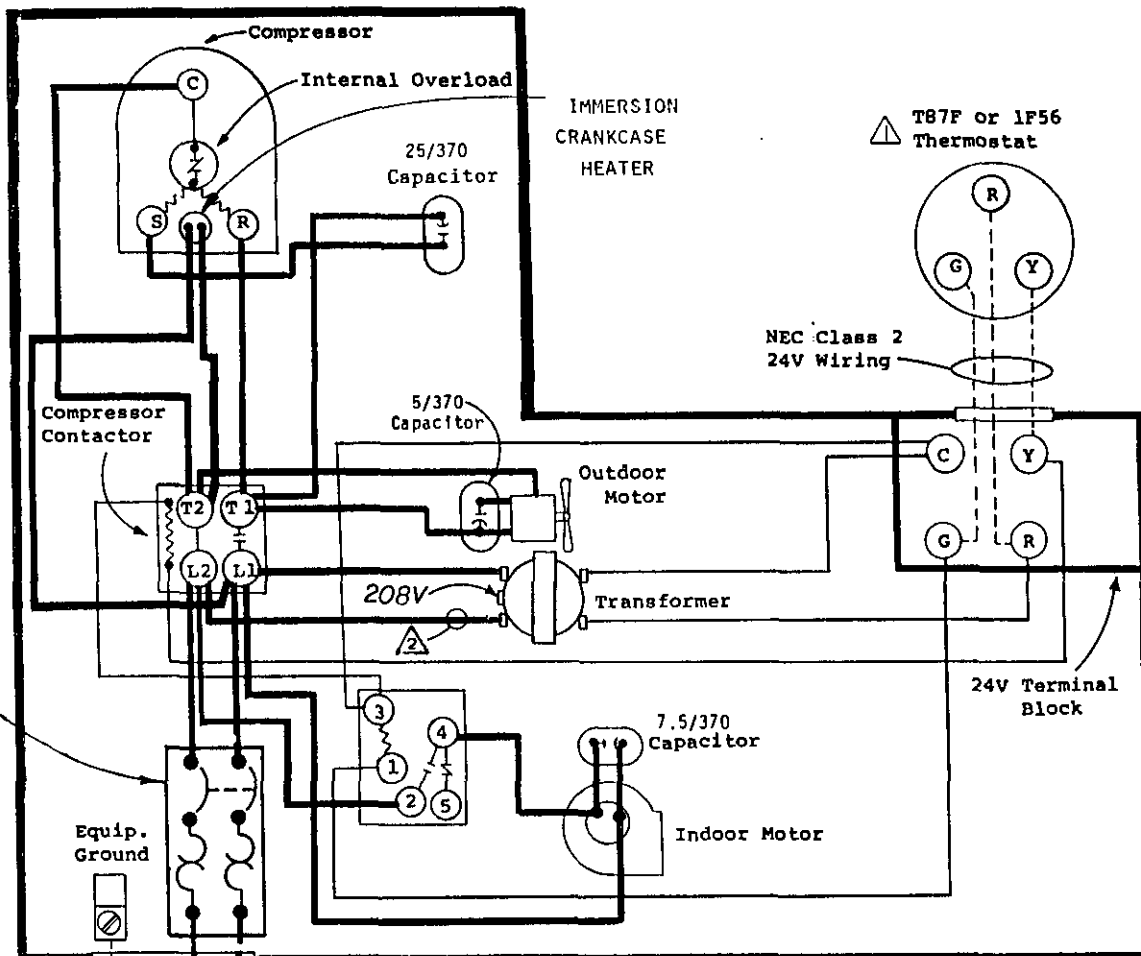 Compressor
C
Internal Overload
IMMERSION
CRANKCASE
HEATER
25/370
Capacitor
S
R
1
T87F or 1F56
Thermostat
R
G
Y
NEC Class 2
24V Wiring
Compressor
Contactor
5/370
Capacitor
Outdoor
Motor
C
Y
T2
T1
G
R
L2
L1
208V
Transformer
2
24V Terminal
Block
3
4
1
2
5
7.5/370
Capacitor
Indoor Motor
Equip.
Ground